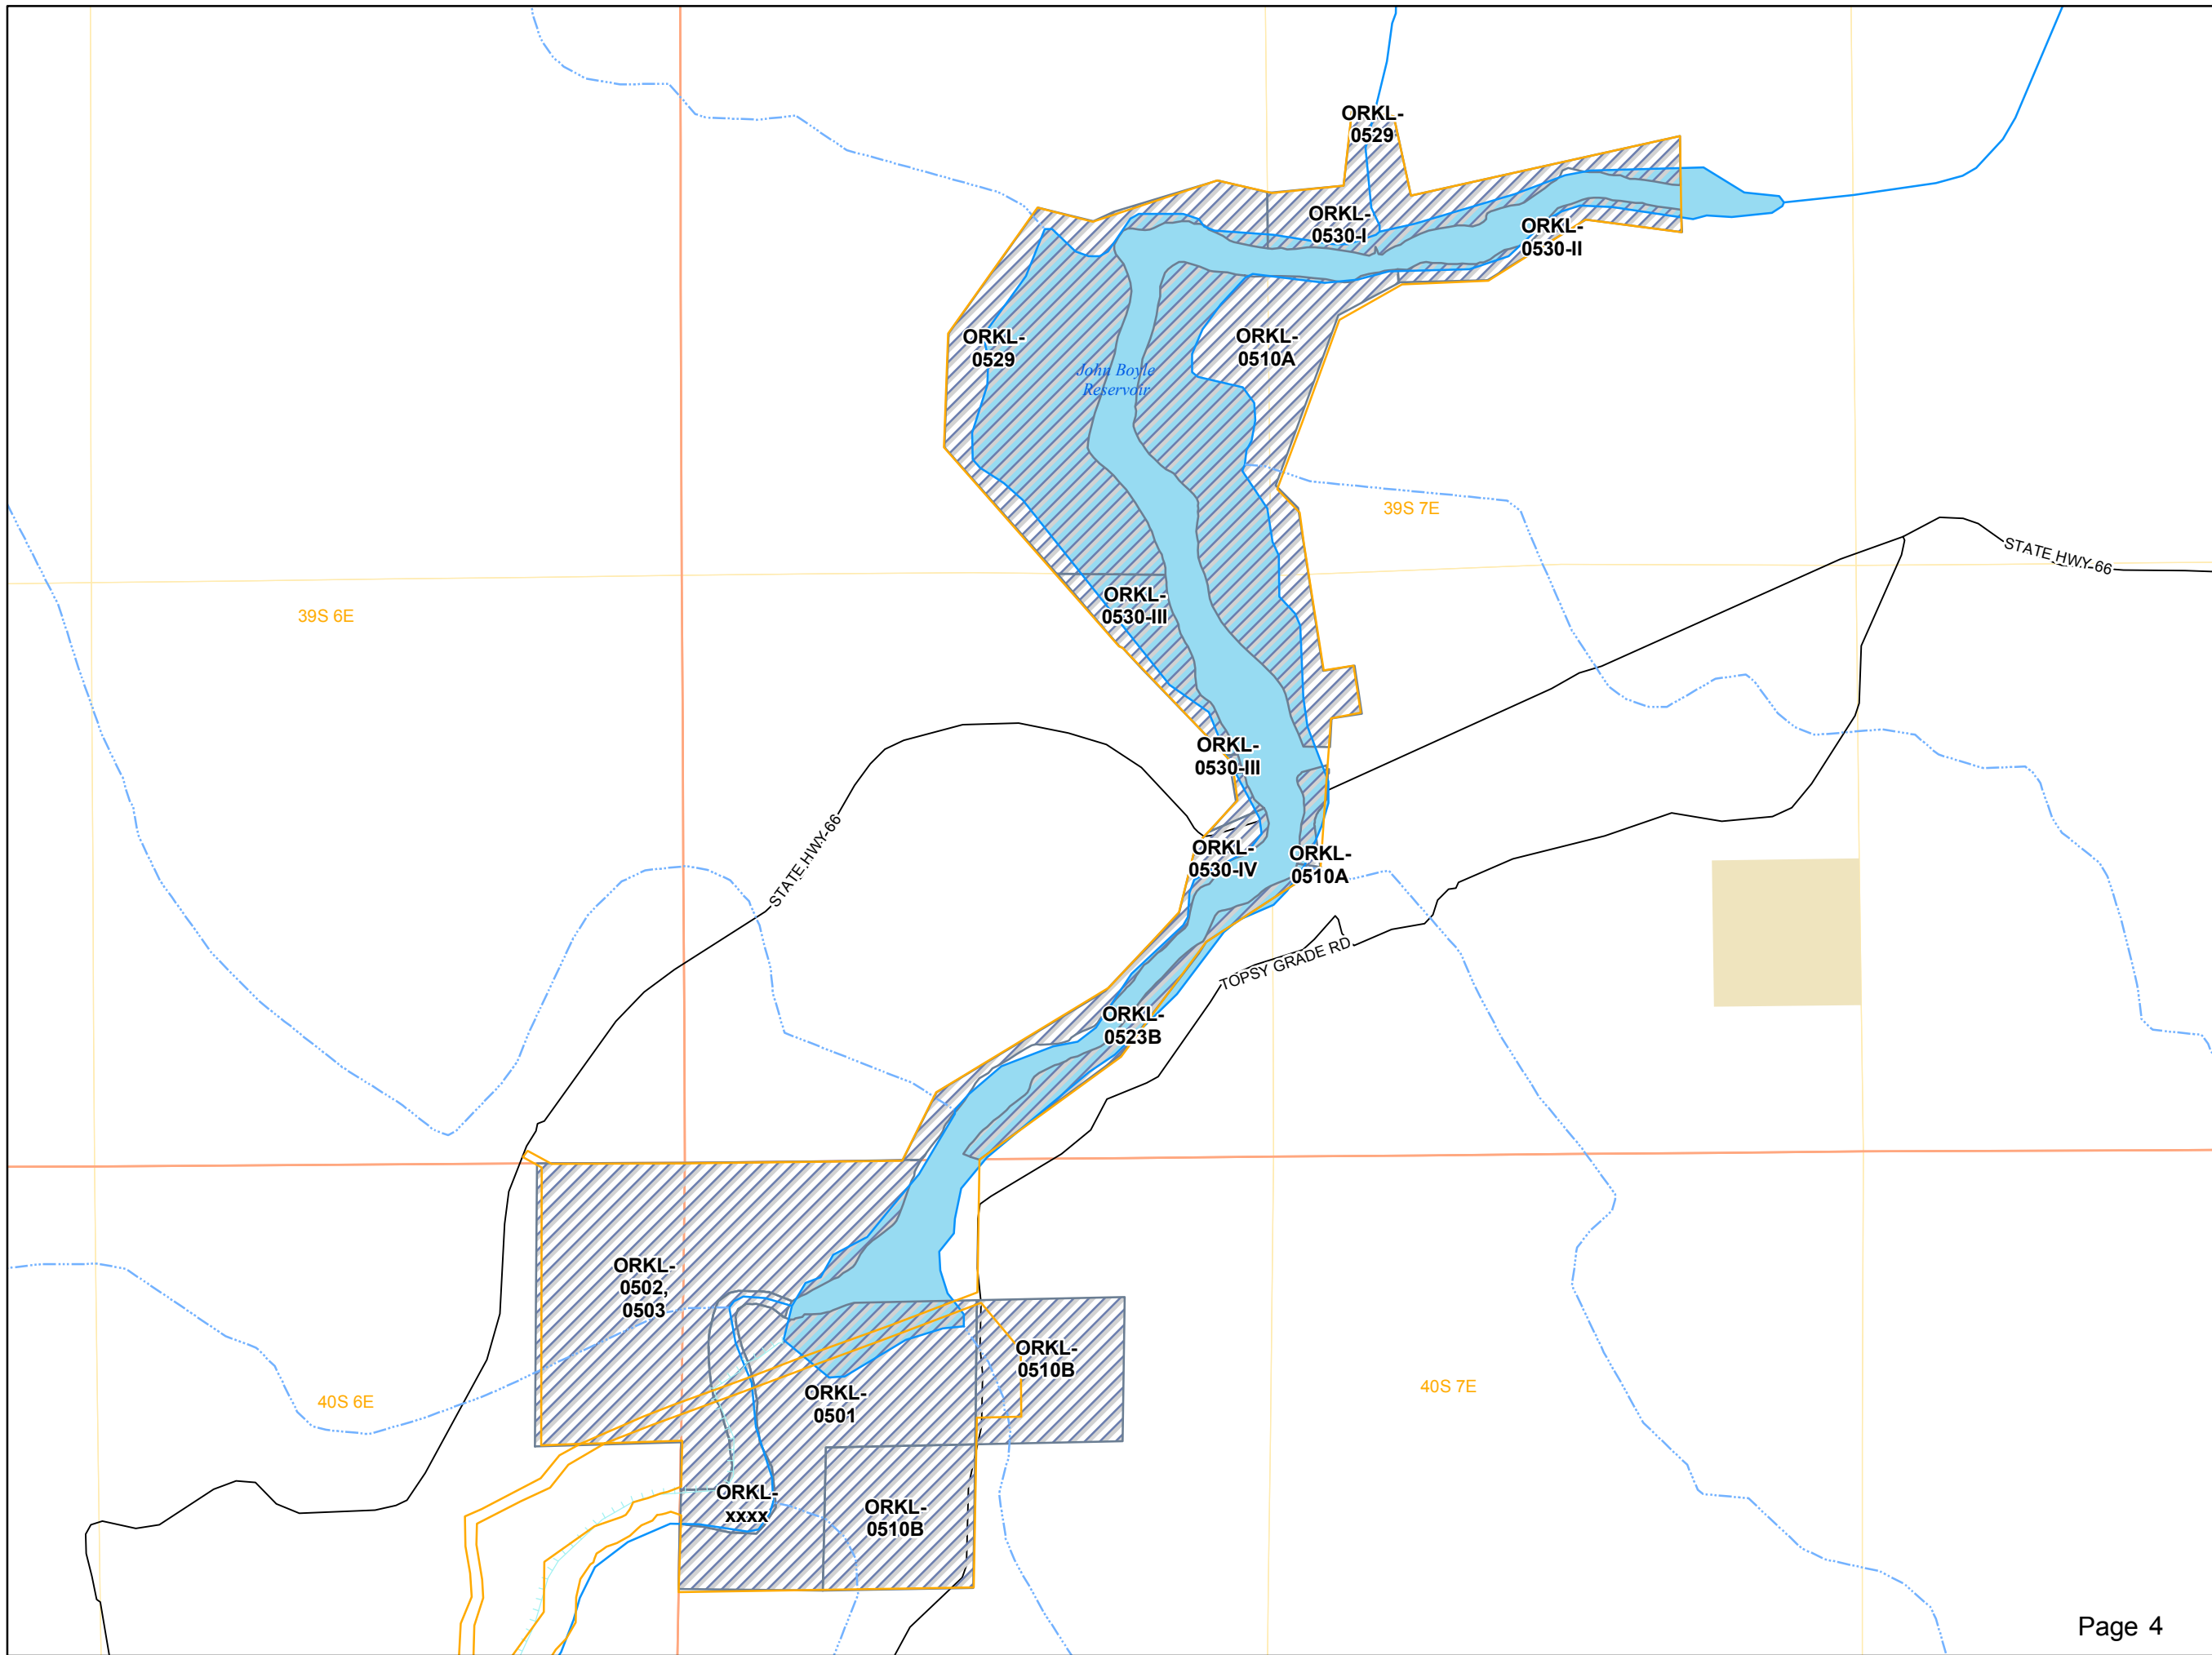 ORKL-
0529
ORKL-
0530-I
ORKL-
0530-II
ORKL-
0529
ORKL-
0510A
John Boyle
Reservoir
39S 7E
STATE HWY-66
ORKL-
0530-III
39S 6E
ORKL-
0530-III
STATE HWY-66
ORKL-
0530-IV
ORKL-
0510A
TOPSY GRADE RD
ORKL-
0523B
ORKL-
0502,
0503
ORKL-
0510B
40S 7E
40S 6E
ORKL-
0501
ORKL-
xxxx
ORKL-
0510B
Page 4